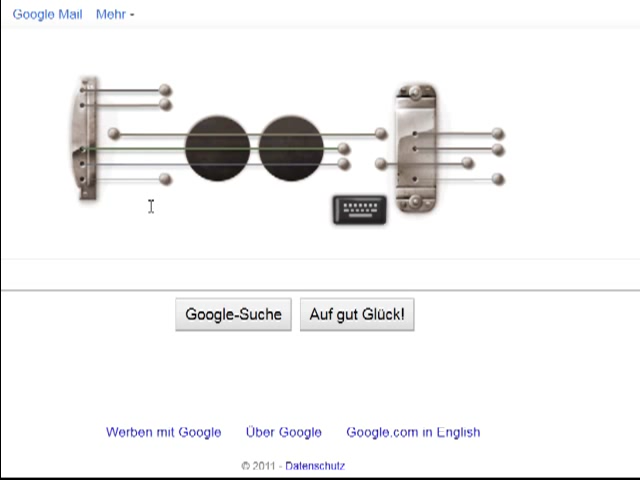 Google Mail Mehr
Google-Suche Auf gut Glück!
Werben mit Google Über Google Google.com in English
© 2011 - Datenschutz